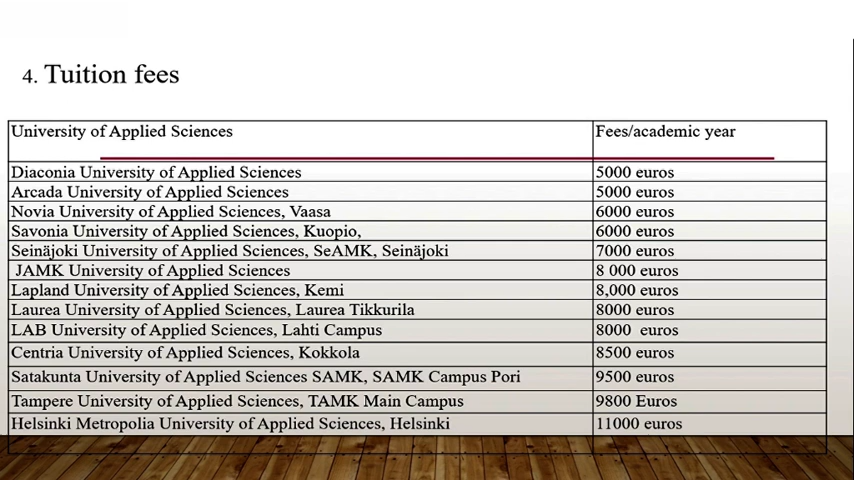 4. Tuition fees
University of Applied Sciences Fees/academic year
Diaconia University of Applied Sciences 5000 euros
Arcada University of Applied Sciences 5000 euros
Novia University of Applied Sciences, Vaasa 6000 euros
Savonia University of Applied Sciences, Kuopio, 6000 euros
Seinäjoki University of Applied Sciences, SeAMK, Seinäjoki 7000 euros
JAMK University of Applied Sciences 8 000 euros
Lapland University of Applied Sciences, Kemi 8,000 euros
Laurea University of Applied Sciences, Laurea Tikkurila 8000 euros
LAB University of Applied Sciences, Lahti Campus 8000 euros
Centria University of Applied Sciences, Kokkola 8500 euros
Satakunta University of Applied Sciences SAMK, SAMK Campus Pori 9500 euros
Tampere University of Applied Sciences, TAMK Main Campus 9800 Euros
Helsinki Metropolia University of Applied Sciences, Helsinki 11000 euros